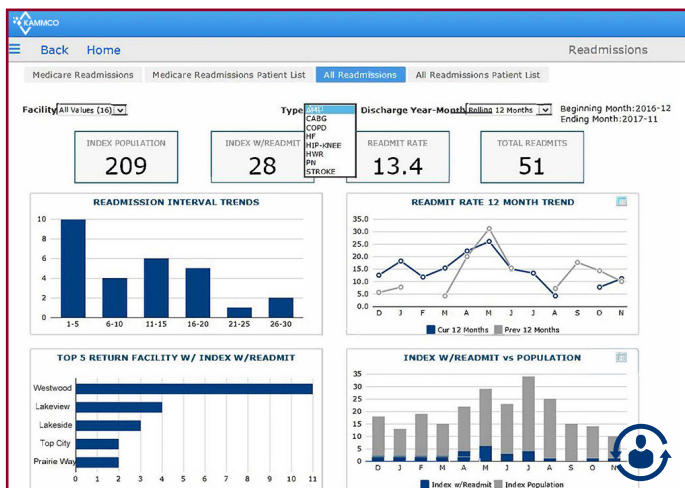 KAMMCO
Back Home Readmissions
Medicare Readmissions Medicare Readmissions Patient List All Readmissions All Readmissions Patient List
Facility All Values (16) Type AMI Discharge Year-Month Rolling 12 Months Beginning Month:2016-12
Ending Month:2017-11
CABG
COPD
HF
HIP-KNEE
HWR
PN
STROKE
INDEX POPULATION
209
INDEX W/READMIT
28
READMIT RATE
13.4
TOTAL READMITS
51
READMISSION INTERVAL TRENDS
10
8
6
4
2
0
1-5 6-10 11-15 16-20 21-25 26-30
READMIT RATE 12 MONTH TREND
35.0
30.0
25.0
20.0
15.0
10.0
5.0
0.0
D J F M A M J J A S O N
Cur 12 Months Prev 12 Months
TOP 5 RETURN FACILITY W/ INDEX W/READMIT
Westwood
Lakeview
Lakeside
Top City
Prairie Way
0 1 2 3 4 5 6 7 8 9 10 11
INDEX W/READMIT vs POPULATION
35
30
25
20
15
10
5
0
D J F M A M J J A S O N
Index w/Readmit Index Population